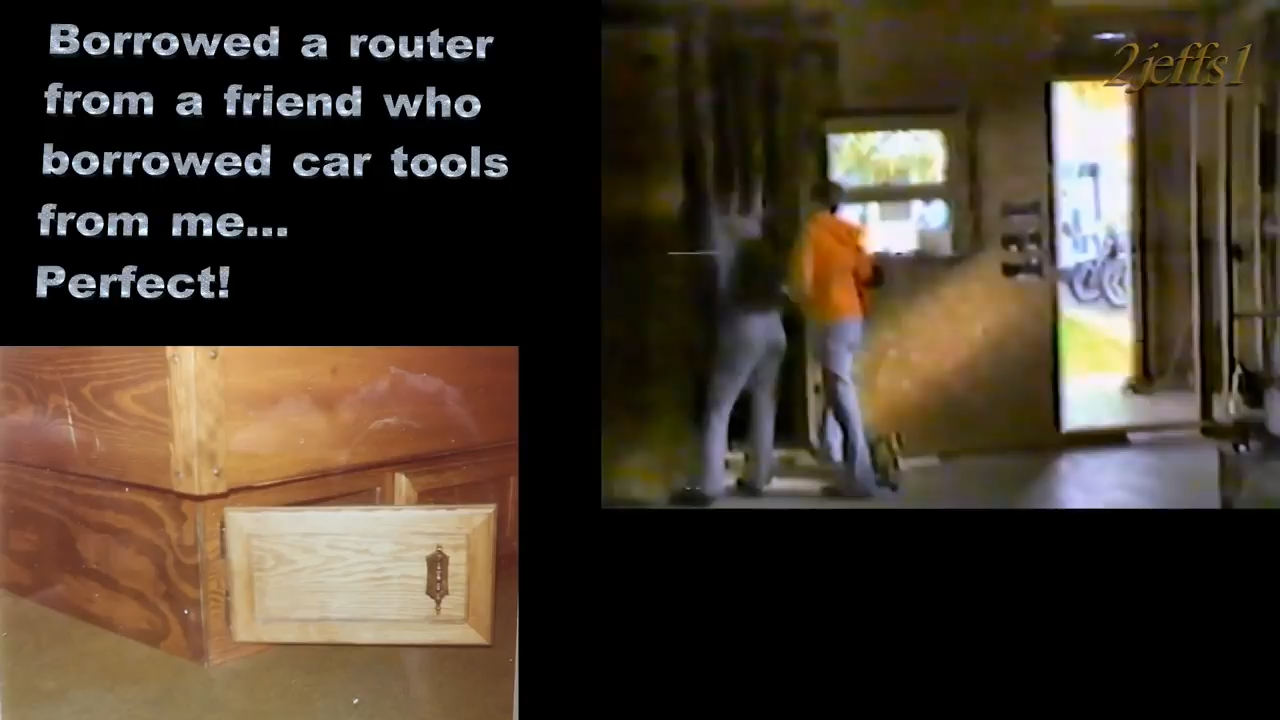 Borrowed a router
from a friend who
borrowed car tools
from me...
Perfect!
2jeffs1